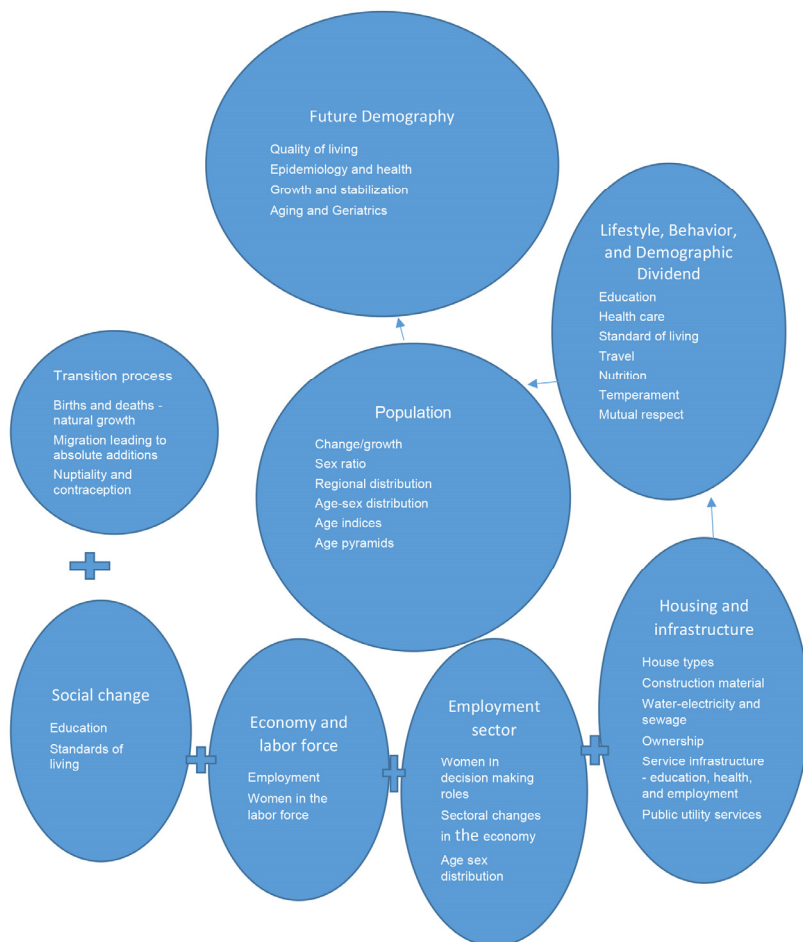 Future Demography
Quality of living
Epidemiology and health
Growth and stabilization
Aging and Geriatrics
Lifestyle, Behavior,
and Demographic
Dividend
Education
Health care
Standard of living
Travel
Nutrition
Temperament
Mutual respect
Transition process
Births and deaths -
natural growth
Migration leading to
absolute additions
Nuptiality and
contraception
Population
Change/growth
Sex ratio
Regional distribution
Age-sex distribution
Age indices
Age pyramids
Social change
Education
Standards of
living
Economy and
labor force
Employment
Women in the
labor force
Employment
sector
Women in
decision making
roles
Sectoral changes
in the economy
Age sex
distribution
Housing and
infrastructure
House types
Construction material
Water-electricity and
sewage
Ownership
Service infrastructure
- education, health,
and employment
Public utility services